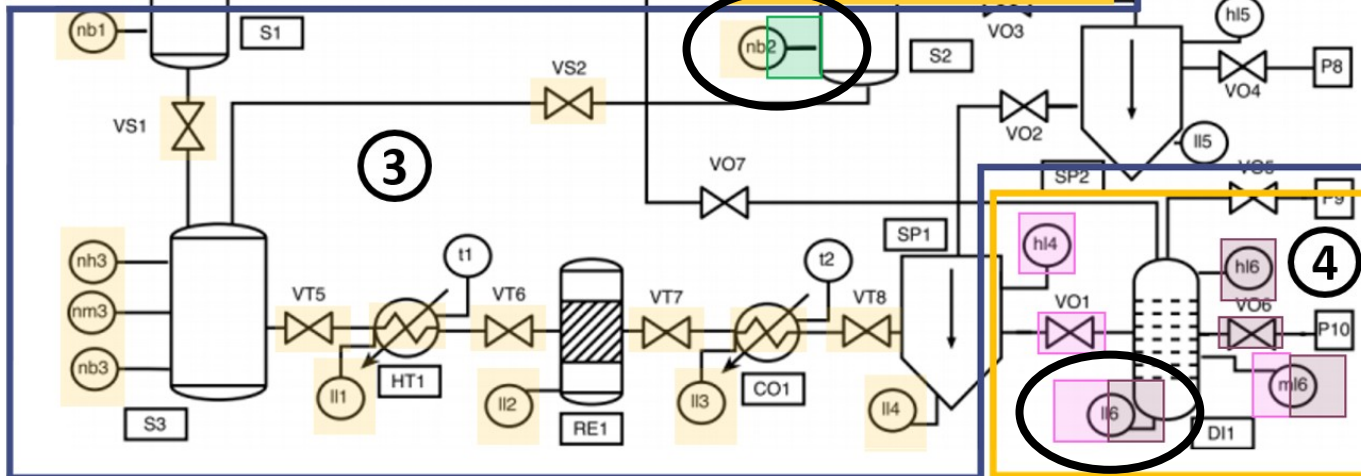 nb1
S1
nb2
S2
VO3
hl5
VS2
VO4
P8
VS1
3
VO2
ll5
VO7
SP2
VO5
P9
nh3
t1
SP1
t2
hl4
hl6
4
nm3
VT5
VT6
VT7
VT8
VO1
VO6
P10
nb3
HT1
CO1
ml6
ll1
ll2
ll3
ll4
ll6
S3
RE1
DI1